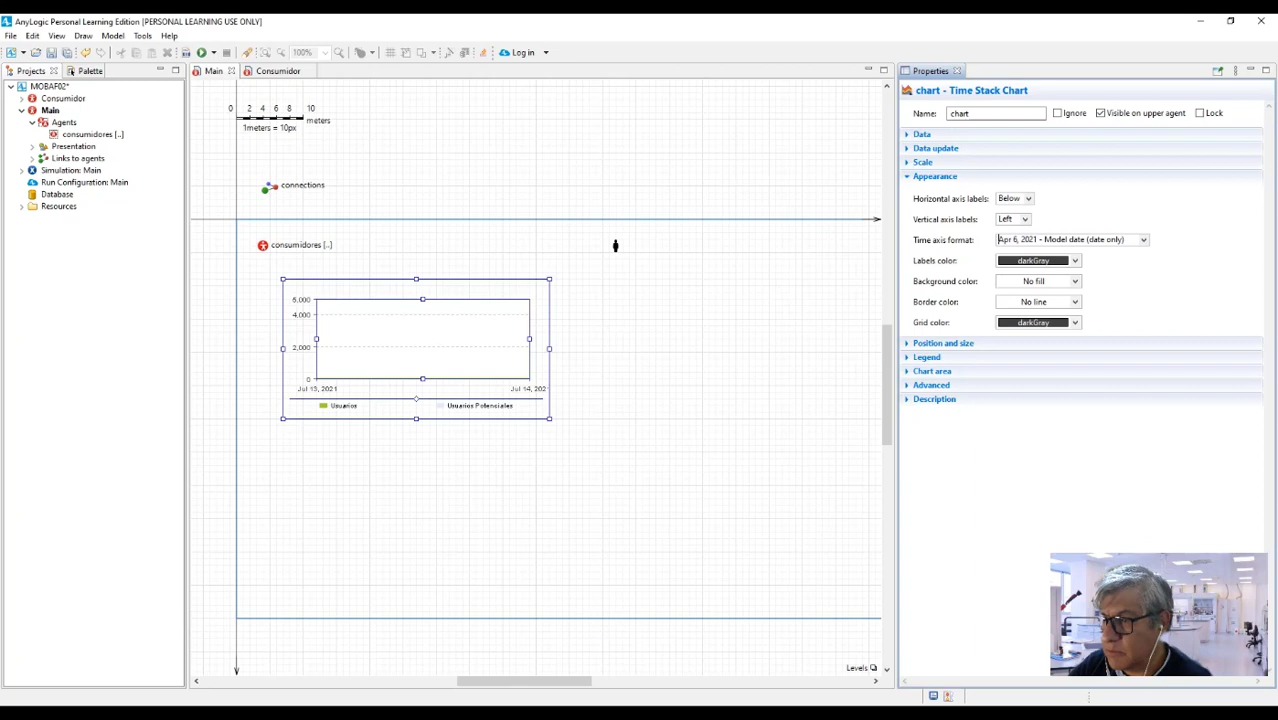 AnyLogic Personal Learning Edition [PERSONAL LEARNING USE ONLY]
File Edit View Draw Model Tools Help
100% Log in
Projects Palette
MOBAF02*
Consumidor
Main
Agents
consumidores [..]
Presentation
Links to agents
Simulation: Main
Run Configuration: Main
Database
Resources
Main Consumidor
0 2 4 6 8 10
meters
1meters = 10px
connections
consumidores [..]
5,000
4,000
2,000
0
Jul 13, 2021 Jul 14, 202
Usuarios Usuarios Potenciales
Levels
Properties
chart - Time Stack Chart
Name: chart Ignore Visible on upper agent Lock
Data
Data update
Scale
Appearance
Horizontal axis labels: Below
Vertical axis labels: Left
Time axis format: Apr 6, 2021 - Model date (date only)
Labels color: darkGray
Background color: No fill
Border color: No line
Grid color: darkGray
Position and size
Legend
Chart area
Advanced
Description